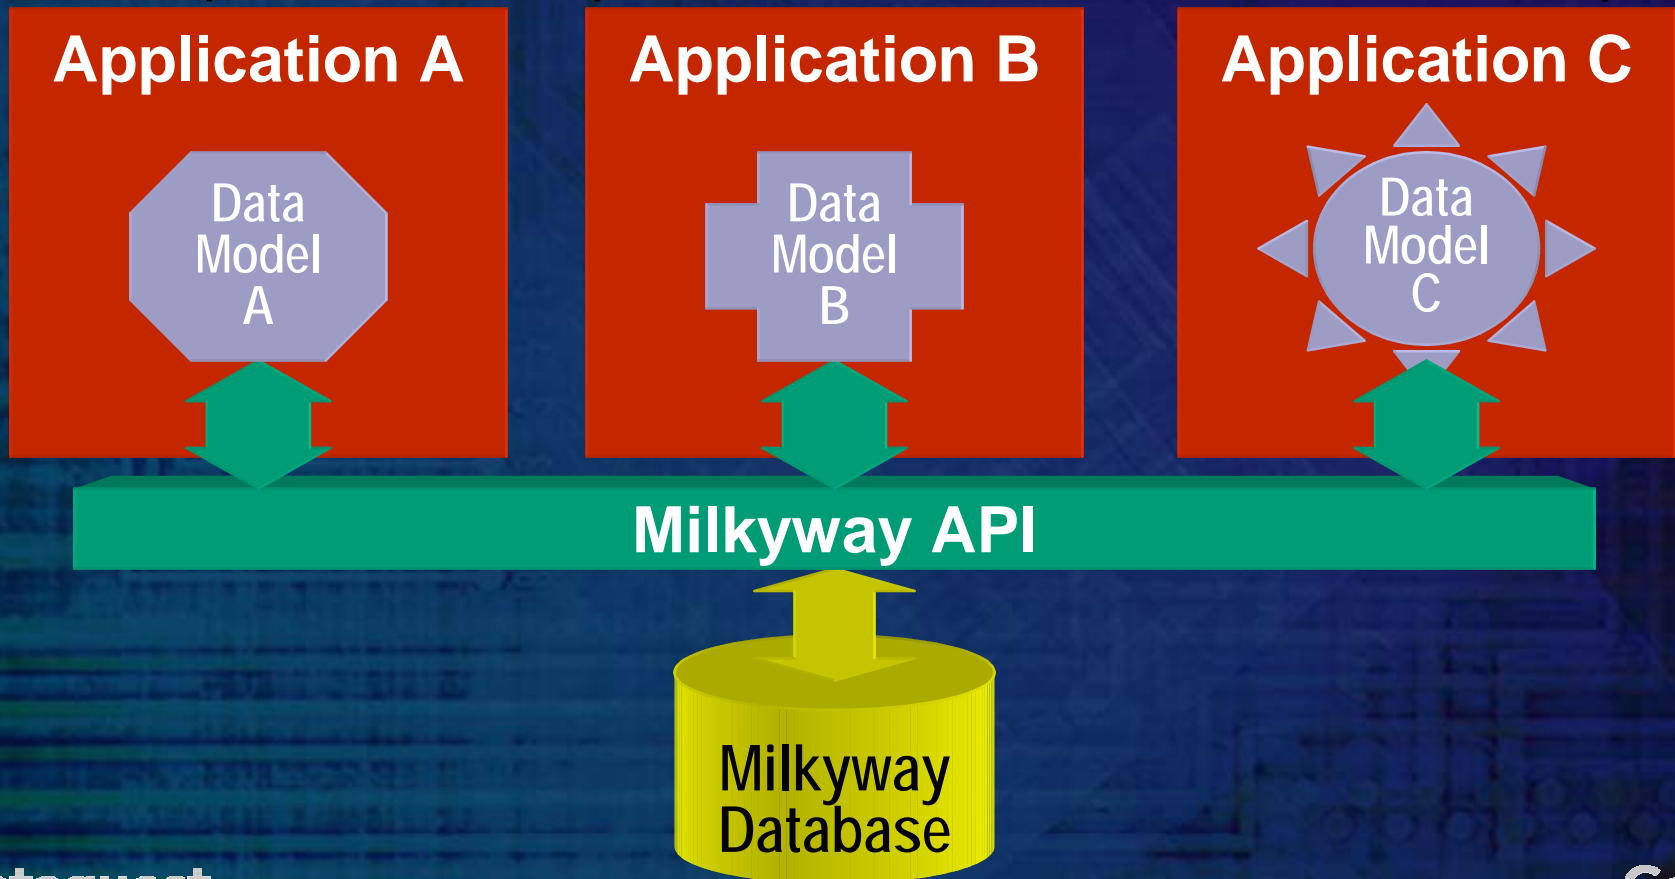 Application A
Application B
Application C
Data
Model
A
Data
Model
B
Data
Model
C
Milkyway API
Milkyway
Database